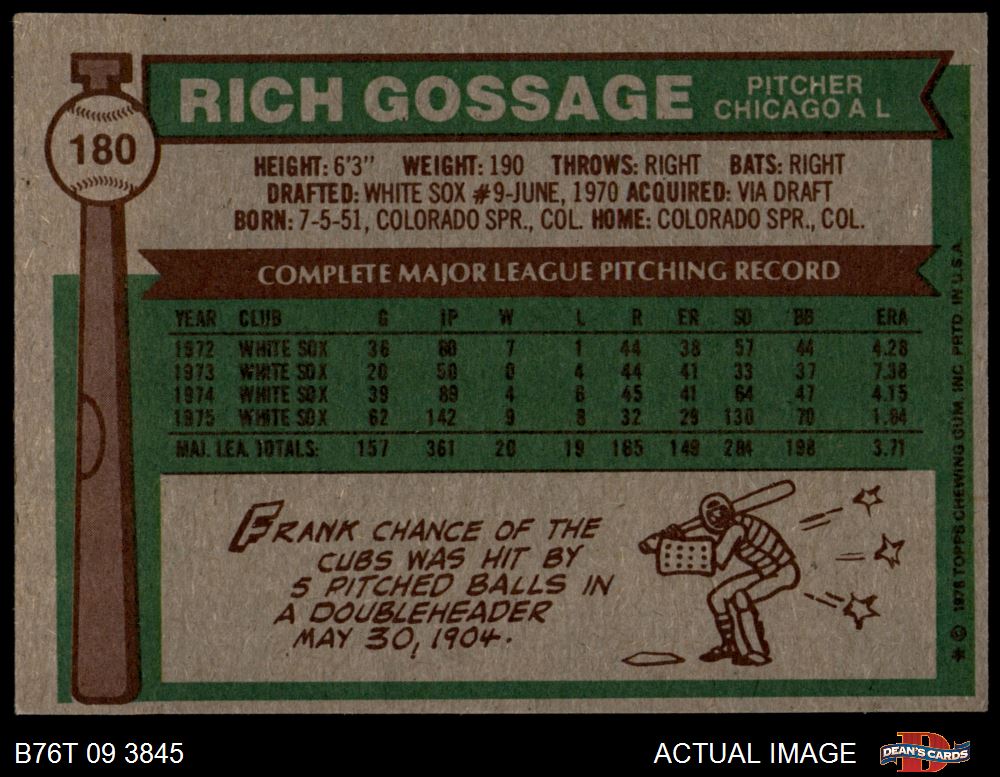 RICH GOSSAGE
PITCHER
CHICAGO A L
180
HEIGHT: 6'3" WEIGHT: 190 THROWS: RIGHT BATS: RIGHT
DRAFTED: WHITE SOX #9-JUNE, 1970 ACQUIRED: VIA DRAFT
BORN: 7-5-51, COLORADO SPR., COL. HOME: COLORADO SPR., COL.
COMPLETE MAJOR LEAGUE PITCHING RECORD
YEAR CLUB G IP W L R ER SO BB ERA
1972 WHITE SOX 36 80 7 1 44 38 57 44 4.28
1973 WHITE SOX 20 50 0 4 44 41 33 37 7.38
1974 WHITE SOX 39 89 4 6 45 41 64 47 4.15
1975 WHITE SOX 62 142 9 8 32 29 130 70 1.84
MAJ. LEA. TOTALS: 157 361 20 19 165 149 284 198 3.71
FRANK CHANCE OF THE
CUBS WAS HIT BY
5 PITCHED BALLS IN
A DOUBLEHEADER
MAY 30, 1904.
* © 1976 TOPPS CHEWING GUM, INC. PRTD. IN U.S.A.
B76T 09 3845
ACTUAL IMAGE
DEAN'S CARDS